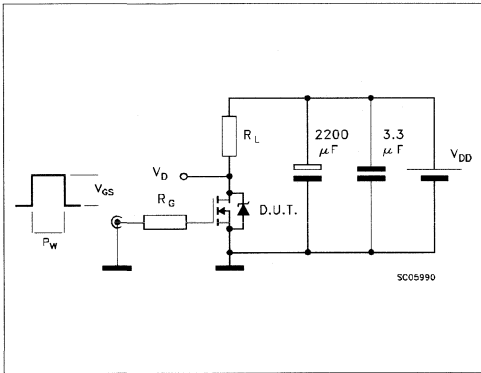 R_L
2200
µF
3.3
µF
V_DD
V_D
V_GS
R_G
D.U.T.
P_W
SC05990